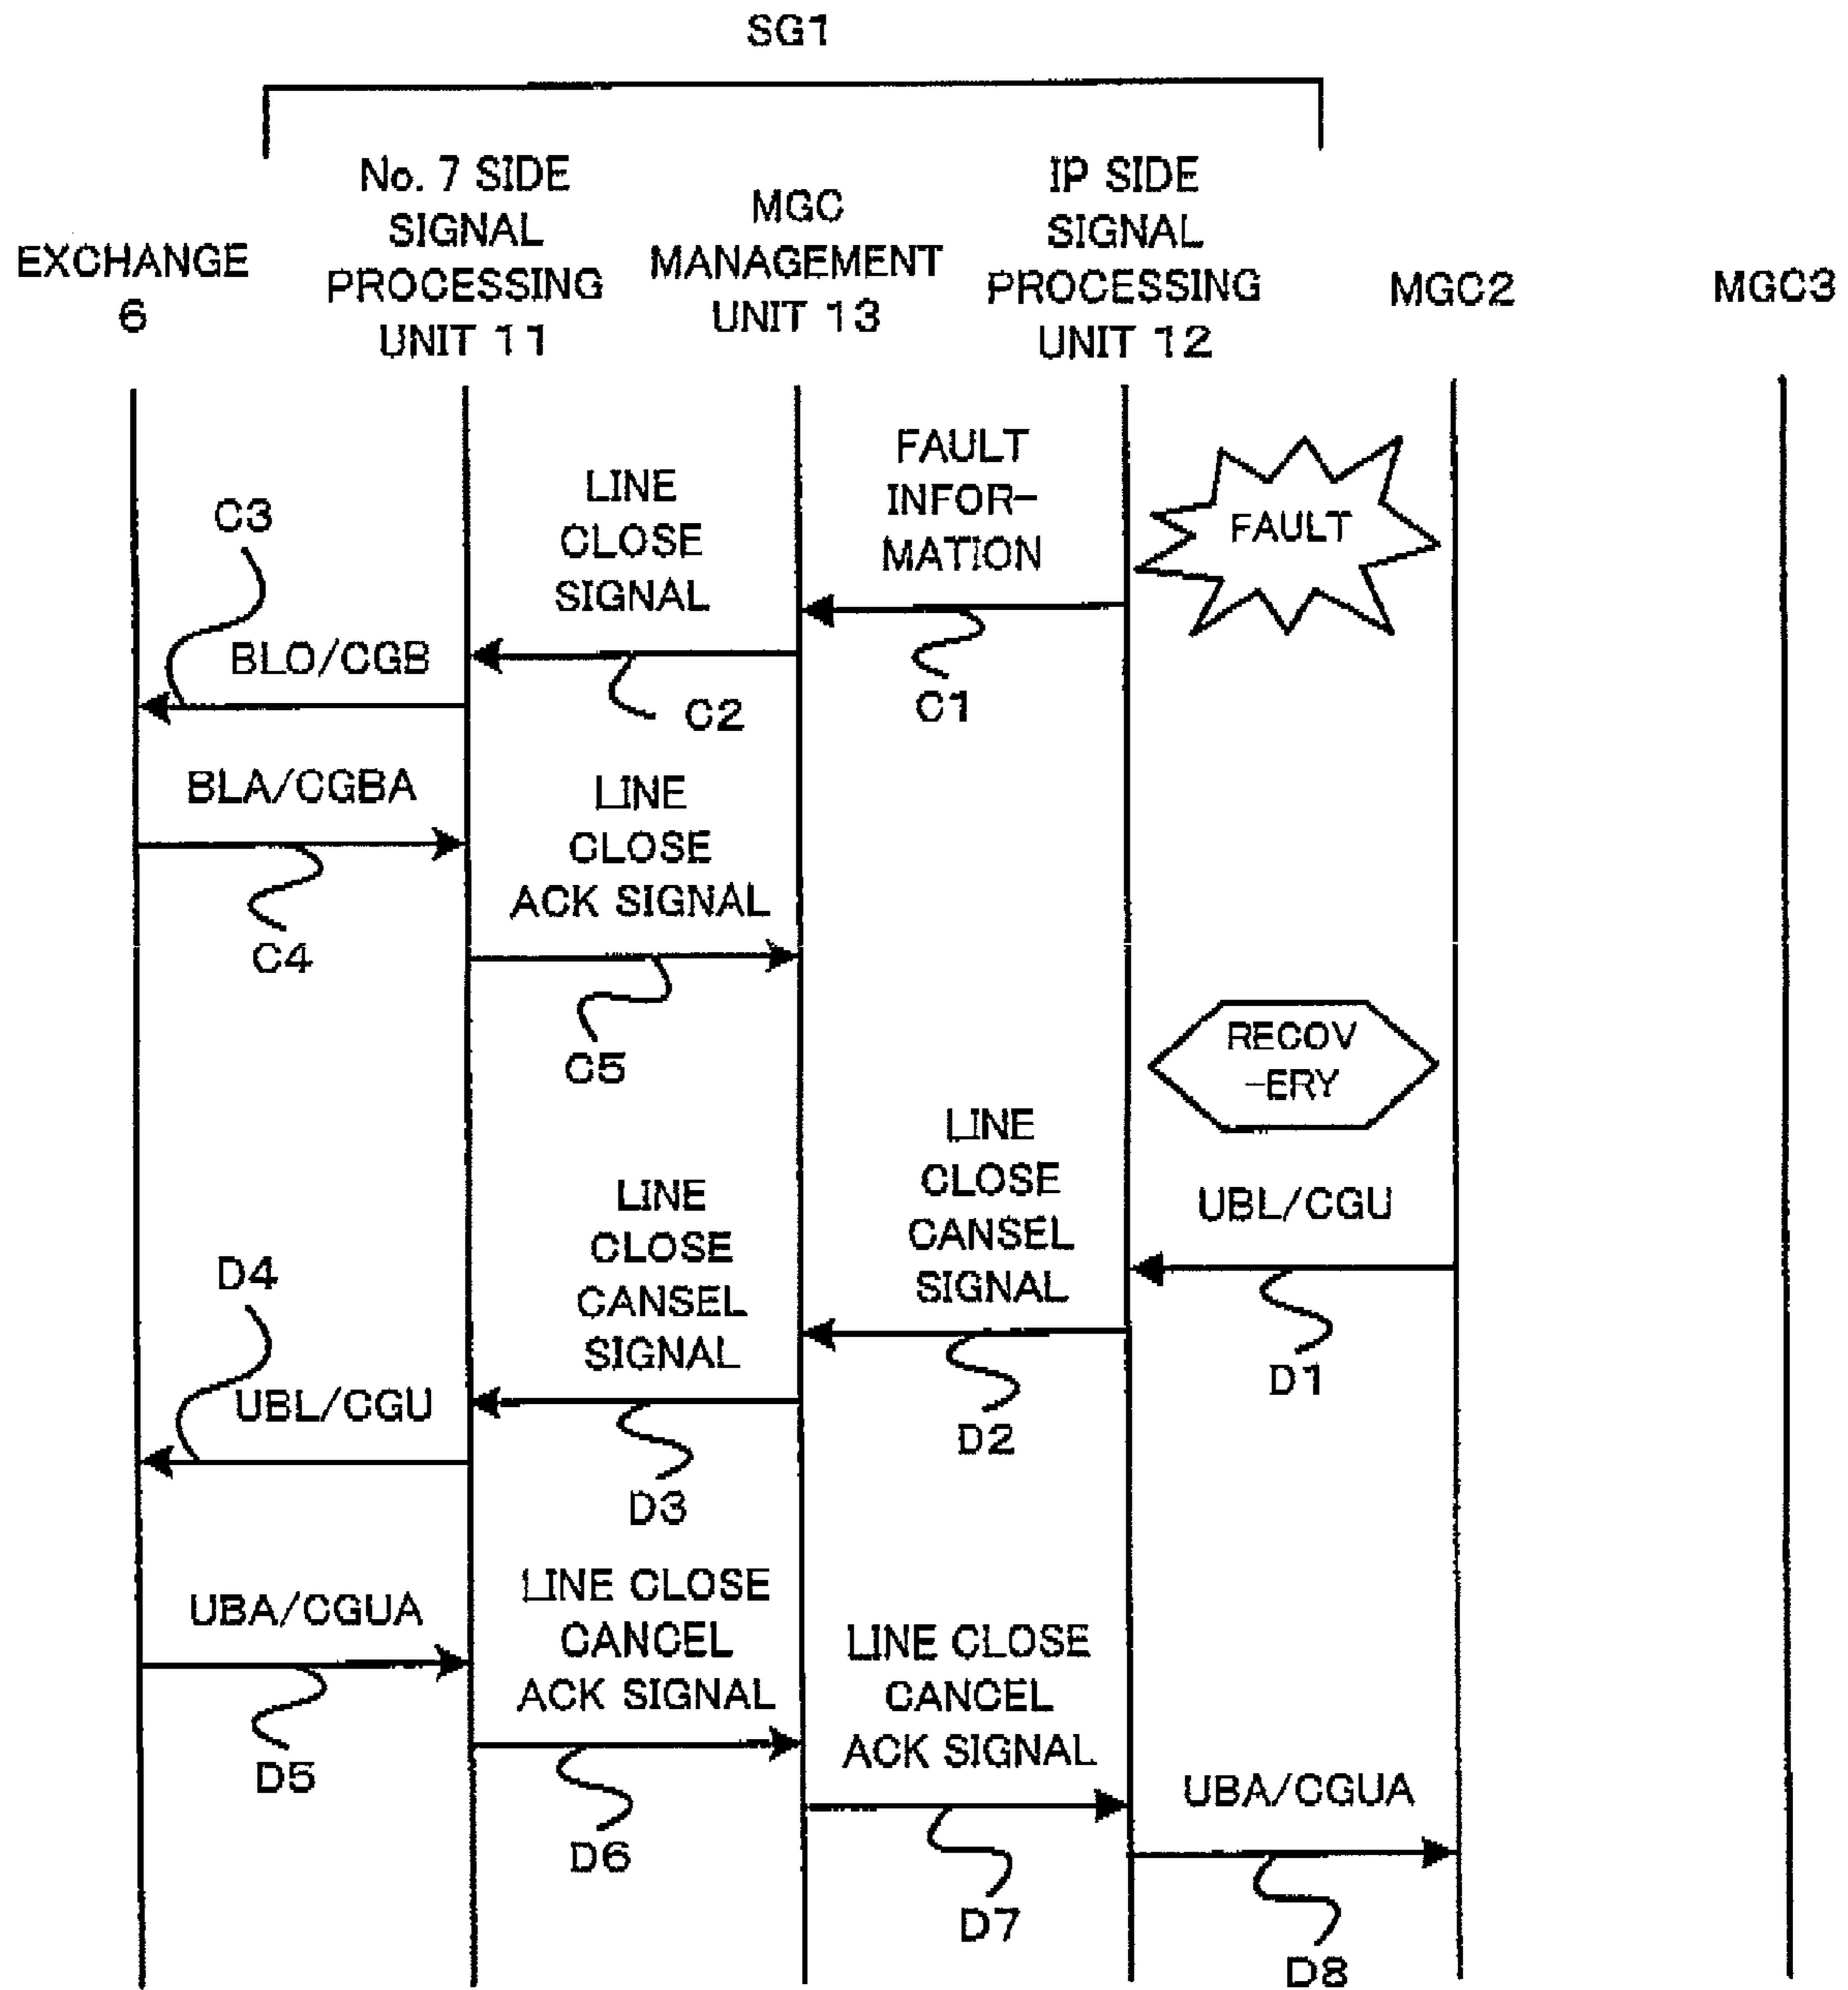 SG1
EXCHANGE
6
No. 7 SIDE
SIGNAL
PROCESSING
UNIT 11
MGC
MANAGEMENT
UNIT 13
IP SIDE
SIGNAL
PROCESSING
UNIT 12
MGC2
MGC3
FAULT
FAULT
INFOR-
MATION
C1
LINE
CLOSE
SIGNAL
C2
C3
BLO/CGB
BLA/CGBA
C4
LINE
CLOSE
ACK SIGNAL
C5
RECOV
-ERY
UBL/CGU
D1
LINE
CLOSE
CANSEL
SIGNAL
D2
LINE
CLOSE
CANSEL
SIGNAL
D3
D4
UBL/CGU
UBA/CGUA
D5
LINE CLOSE
CANCEL
ACK SIGNAL
D6
LINE CLOSE
CANCEL
ACK SIGNAL
D7
UBA/CGUA
D8